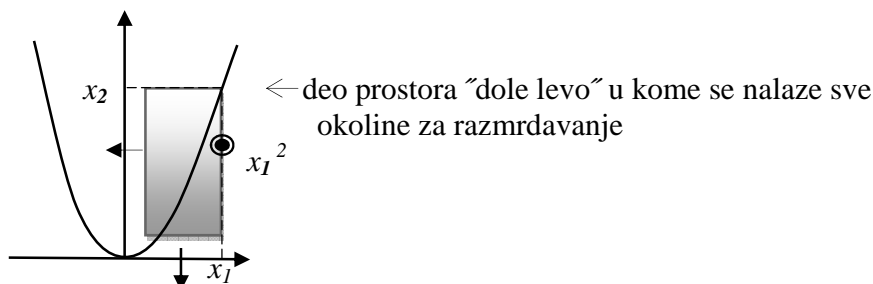 x₂ ← deo prostora ˝dole levo˝ u kome se nalaze sve
okoline za razmrdavanje
x₁²
x₁